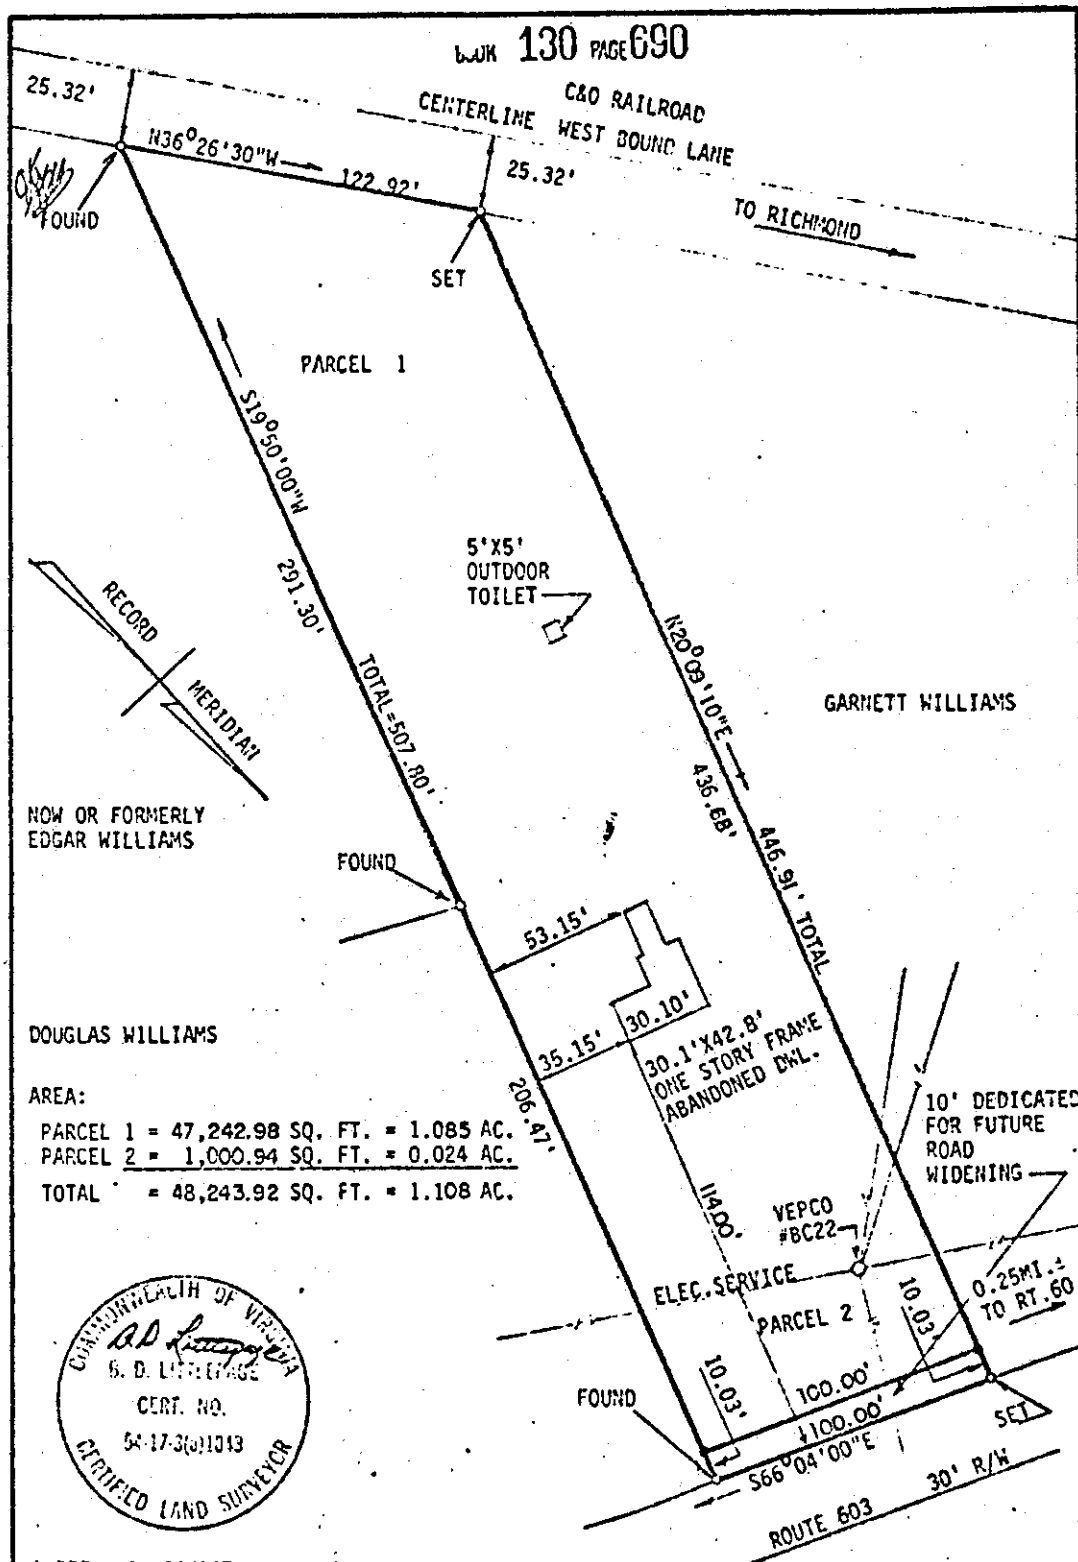 130 PAGE 690
C&O RAILROAD
CENTERLINE WEST BOUND LANE
25.32'
N36°26'30"W
122.92'
25.32'
TO RICHMOND
FOUND
SET
PARCEL 1
S19°50'00"W
291.30'
TOTAL=507.80'
5'X5'
OUTDOOR
TOILET
RECORD
MERIDIAN
N20°09'10"E
436.68'
446.91' TOTAL
GARNETT WILLIAMS
NOW OR FORMERLY
EDGAR WILLIAMS
FOUND
53.15'
DOUGLAS WILLIAMS
35.15'
30.10'
30.1'X42.8'
ONE STORY FRAME
ABANDONED DWL.
206.47'
AREA:
PARCEL 1 = 47,242.98 SQ. FT. = 1.085 AC.
PARCEL 2 = 1,000.94 SQ. FT. = 0.024 AC.
TOTAL = 48,243.92 SQ. FT. = 1.108 AC.
10' DEDICATED
FOR FUTURE
ROAD
WIDENING
114.00
VEPCO
#BC22
ELEC.SERVICE
PARCEL 2
0.25MI.±
TO RT.60
10.03'
10.03'
100.00'
100.00'
S66°04'00"E
FOUND
SET
ROUTE 603
30' R/W
COMMONWEALTH OF VIRGINIA
B. D. LITTLEPAGE
CERT. NO.
CERTIFIED LAND SURVEYOR